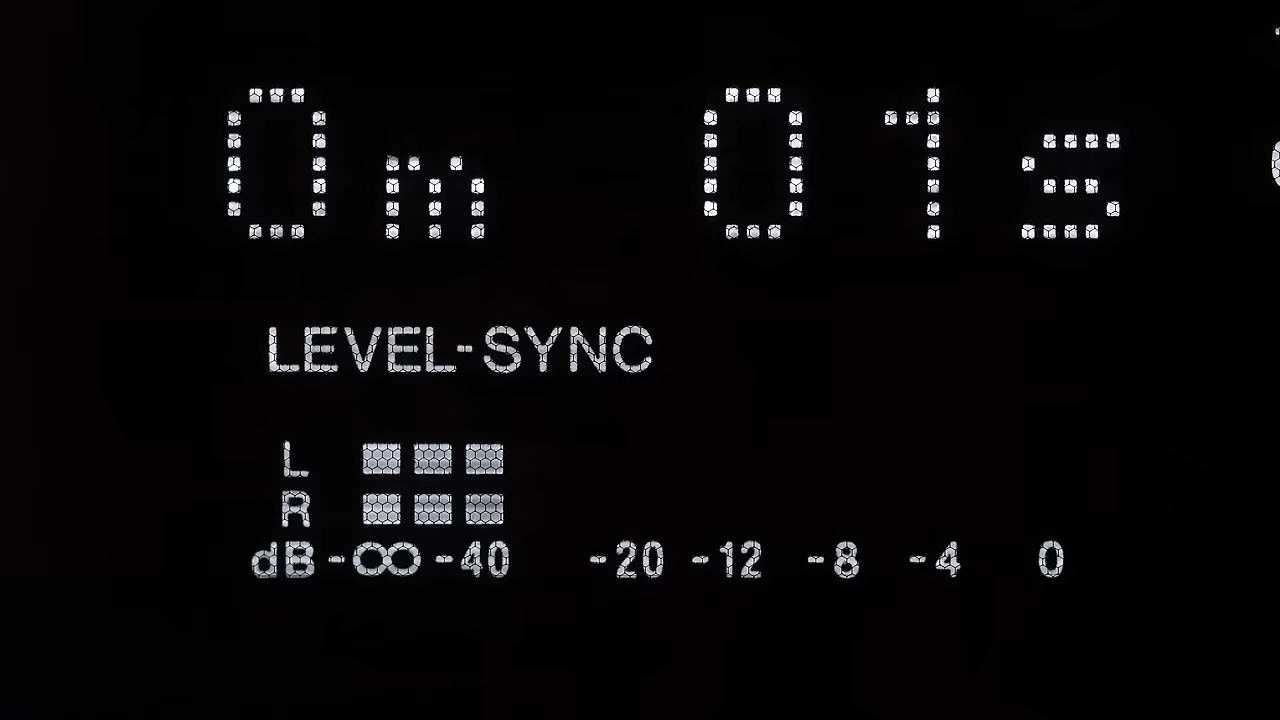 0m 01s
LEVEL-SYNC
L
R
dB -∞ -40 -20 -12 -8 -4 0